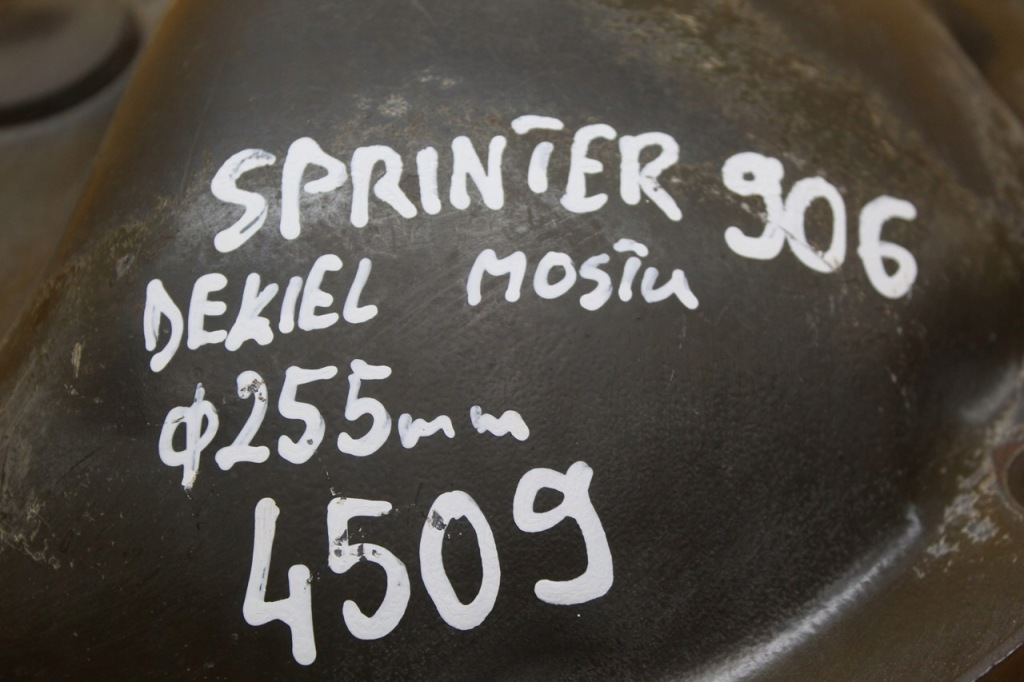 SPRINTER 906
DEKIEL MOSTU
φ255mm
4509